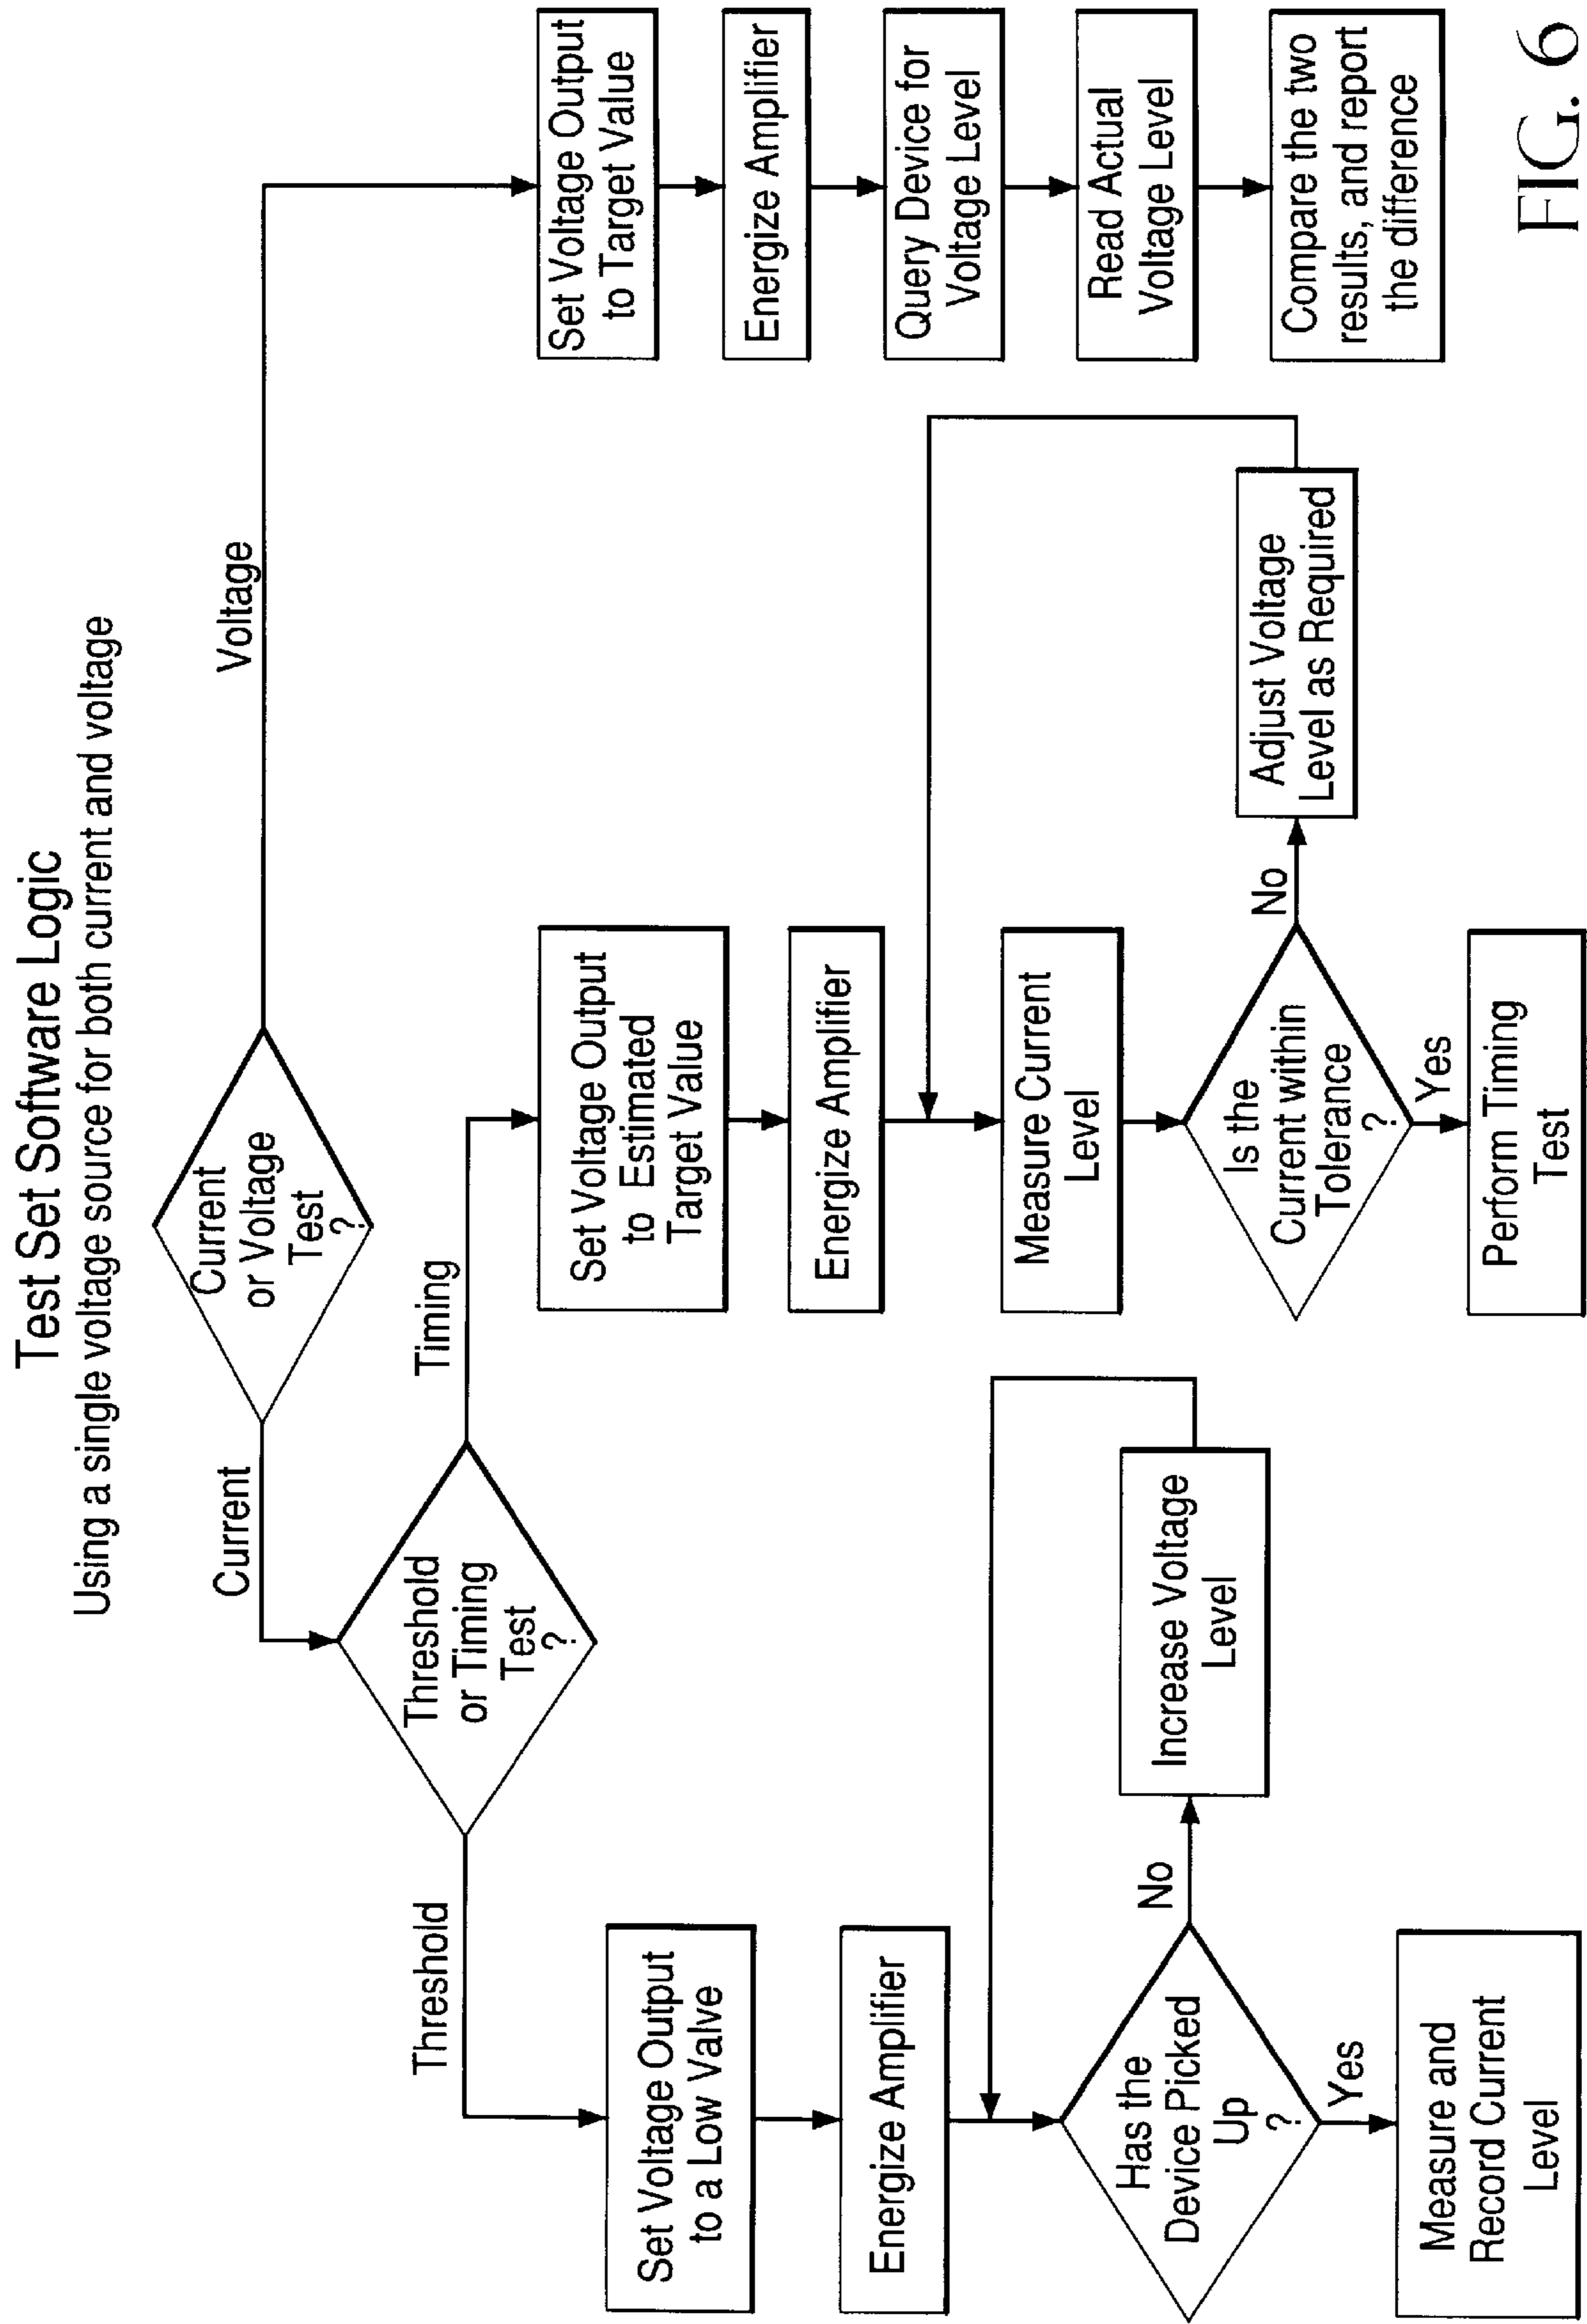 Test Set Software Logic
Using a single voltage source for both current and voltage
Current
or Voltage
Test
?
Current
Voltage
Threshold
or Timing
Test
?
Threshold
Timing
Set Voltage Output
to a Low Valve
Energize Amplifier
Has the
Device Picked
Up
?
No
Increase Voltage
Level
Yes
Measure and
Record Current
Level
Set Voltage Output
to Estimated
Target Value
Energize Amplifier
Measure Current
Level
Is the
Current within
Tolerance
?
No
Adjust Voltage
Level as Required
Yes
Perform Timing
Test
Set Voltage Output
to Target Value
Energize Amplifier
Query Device for
Voltage Level
Read Actual
Voltage Level
Compare the two
results, and report
the difference
FIG. 6